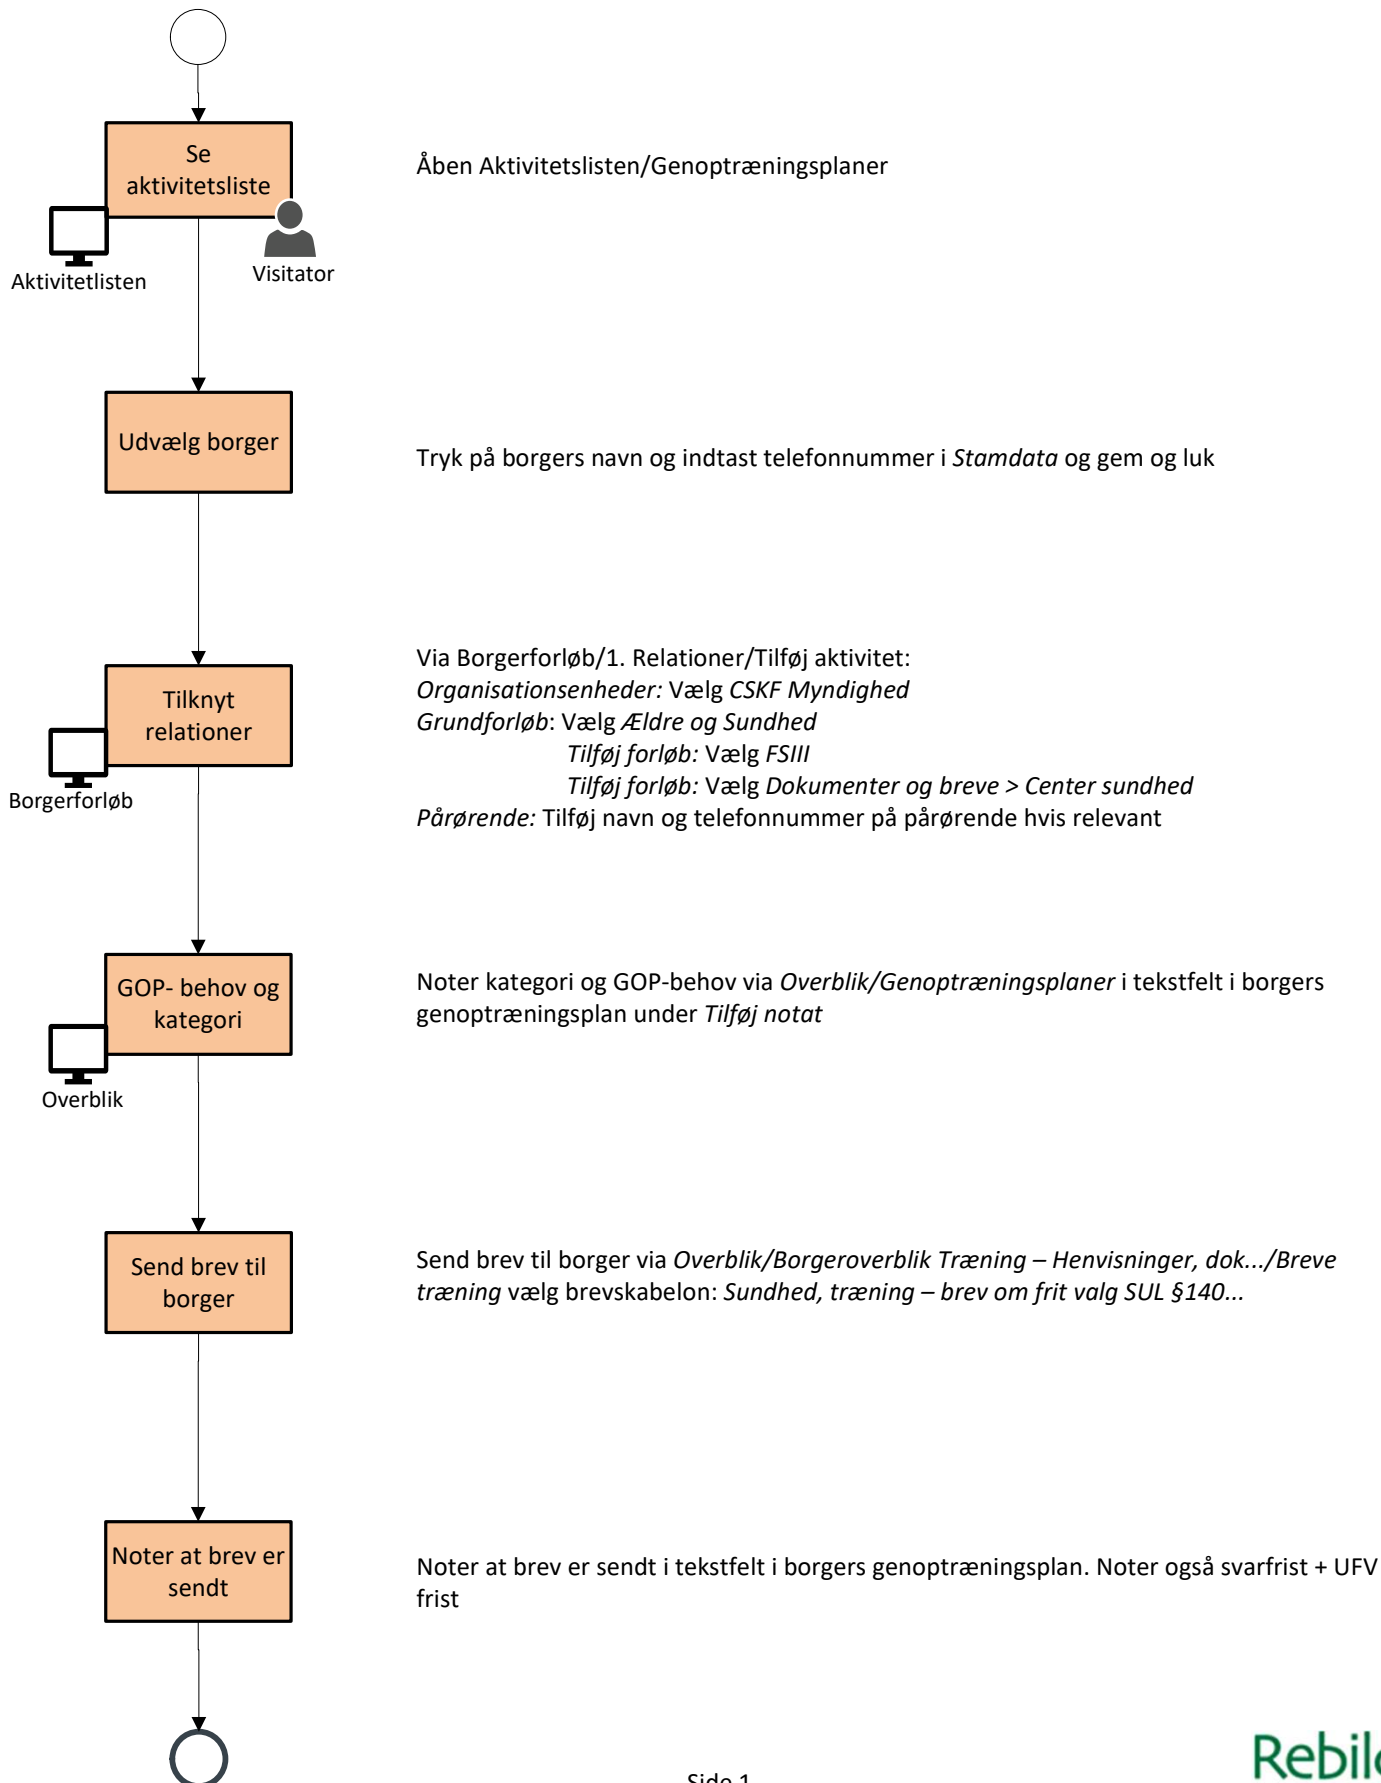 Se
aktivitetsliste
Aktivitetlisten
Visitator
Åben Aktivitetslisten/Genoptræningsplaner
Udvælg borger
Tryk på borgers navn og indtast telefonnummer i Stamdata og gem og luk
Tilknyt
relationer
Borgerforløb
Via Borgerforløb/1. Relationer/Tilføj aktivitet:
Organisationsenheder: Vælg CSKF Myndighed
Grundforløb: Vælg Ældre og Sundhed
Tilføj forløb: Vælg FSIII
Tilføj forløb: Vælg Dokumenter og breve > Center sundhed
Pårørende: Tilføj navn og telefonnummer på pårørende hvis relevant
GOP- behov og
kategori
Overblik
Noter kategori og GOP-behov via Overblik/Genoptræningsplaner i tekstfelt i borgers
genoptræningsplan under Tilføj notat
Send brev til
borger
Send brev til borger via Overblik/Borgeroverblik Træning – Henvisninger, dok.../Breve
træning vælg brevskabelon: Sundhed, træning – brev om frit valg SUL §140...
Noter at brev er
sendt
Noter at brev er sendt i tekstfelt i borgers genoptræningsplan. Noter også svarfrist + UFV
frist
Side 1